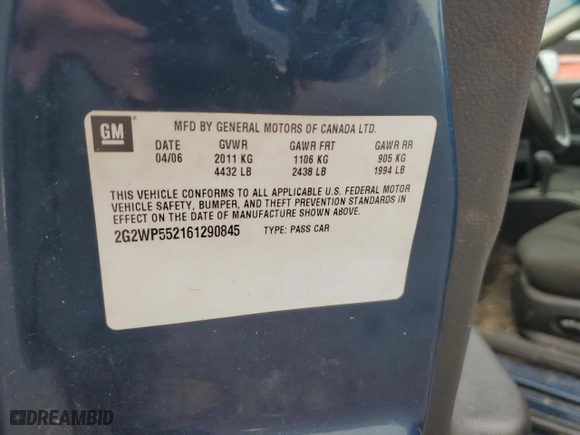 GM
MFD BY GENERAL MOTORS OF CANADA LTD.
DATE GVWR GAWR FRT GAWR RR
04/06 2011 KG 1106 KG 905 KG
4432 LB 2438 LB 1994 LB
THIS VEHICLE CONFORMS TO ALL APPLICABLE U.S. FEDERAL MOTOR
VEHICLE SAFETY, BUMPER, AND THEFT PREVENTION STANDARDS IN
EFFECT ON THE DATE OF MANUFACTURE SHOWN ABOVE.
2G2WP552161290845 TYPE: PASS CAR
DREAMBID